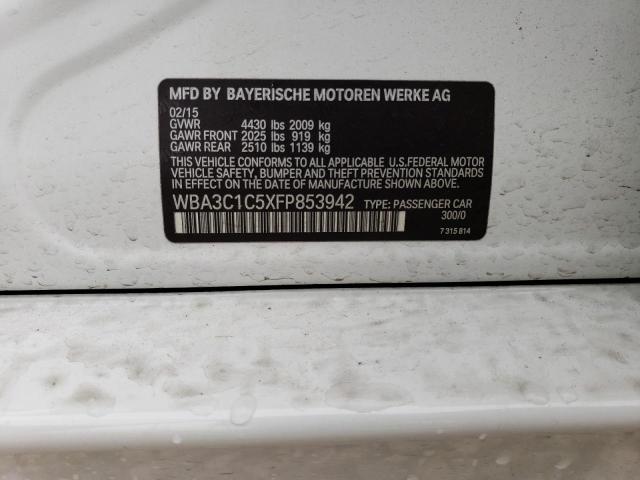 MFD BY BAYERISCHE MOTOREN WERKE AG
02/15
GVWR 4430 lbs 2009 kg
GAWR FRONT 2025 lbs 919 kg
GAWR REAR 2510 lbs 1139 kg
THIS VEHICLE CONFORMS TO ALL APPLICABLE U.S.FEDERAL MOTOR
VEHICLE SAFETY, BUMPER AND THEFT PREVENTION STANDARDS IN
EFFECT ON THE DATE OF MANUFACTURE SHOWN ABOVE.
WBA3C1C5XFP853942 TYPE: PASSENGER CAR
300/0
7 315 814